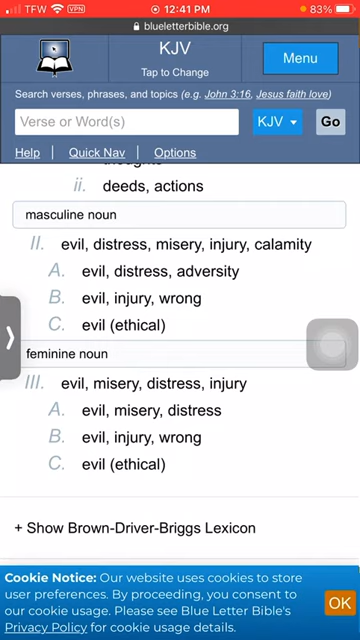 TFW VPN 12:41 PM 83%
blueletterbible.org
KJV
Tap to Change
Menu
Search verses, phrases, and topics (e.g. John 3:16, Jesus faith love)
Verse or Word(s)
KJV
Go
Help | Quick Nav | Options
thoughts
ii. deeds, actions
masculine noun
II. evil, distress, misery, injury, calamity
A. evil, distress, adversity
B. evil, injury, wrong
C. evil (ethical)
feminine noun
III. evil, misery, distress, injury
A. evil, misery, distress
B. evil, injury, wrong
C. evil (ethical)
+ Show Brown-Driver-Briggs Lexicon
Cookie Notice: Our website uses cookies to store
user preferences. By proceeding, you consent to
our cookie usage. Please see Blue Letter Bible's
Privacy Policy for cookie usage details.
OK